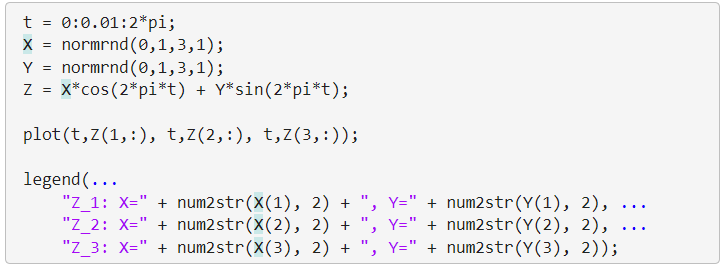 t = 0:0.01:2*pi;
X = normrnd(0,1,3,1);
Y = normrnd(0,1,3,1);
Z = X*cos(2*pi*t) + Y*sin(2*pi*t);
plot(t,Z(1,:), t,Z(2,:), t,Z(3,:));
legend(...
"Z_1: X=" + num2str(X(1), 2) + ", Y=" + num2str(Y(1), 2), ...
"Z_2: X=" + num2str(X(2), 2) + ", Y=" + num2str(Y(2), 2), ...
"Z_3: X=" + num2str(X(3), 2) + ", Y=" + num2str(Y(3), 2));